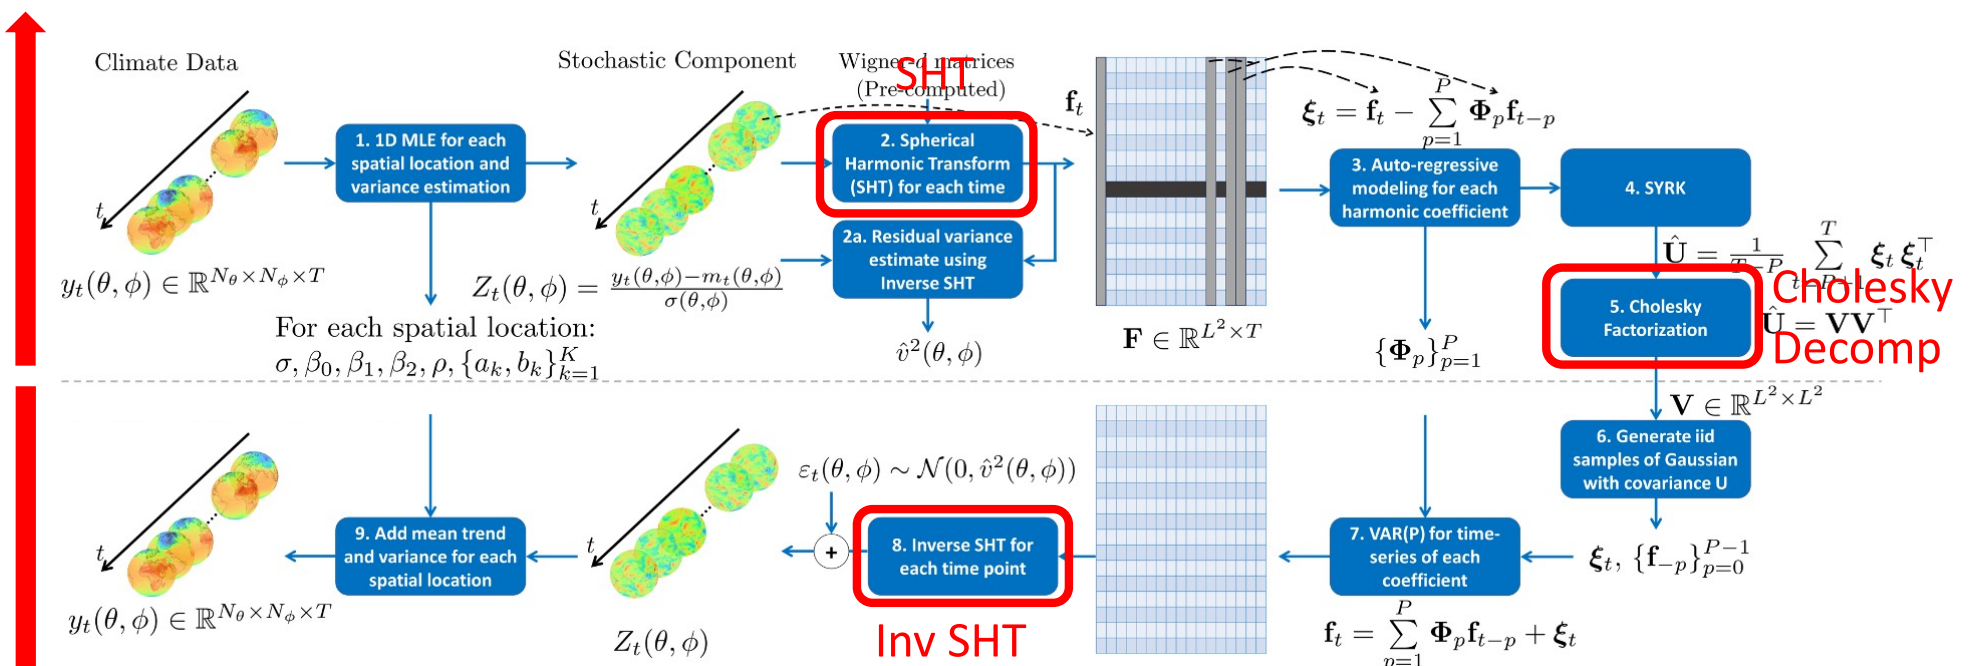 Climate Data
Stochastic Component
Wigner-d matrices
(Pre-computed)
SHT
t
1. 1D MLE for each
spatial location and
variance estimation
t
2. Spherical
Harmonic Transform
(SHT) for each time
2a. Residual variance
estimate using
Inverse SHT
f_t
ξ_t = f_t − ∑_{p=1}^{P} Φ_p f_{t−p}
3. Auto-regressive
modeling for each
harmonic coefficient
4. SYRK
Û = 1/(T−P) ∑_{t=P+1}^{T} ξ_t ξ_t^⊤
y_t(θ, ϕ) ∈ ℝ^{N_θ×N_ϕ×T}
Z_t(θ, ϕ) = (y_t(θ,ϕ)−m_t(θ,ϕ))/σ(θ,ϕ)
For each spatial location:
σ, β_0, β_1, β_2, ρ, {a_k, b_k}_{k=1}^{K}
v̂²(θ, ϕ)
F ∈ ℝ^{L²×T}
{Φ_p}_{p=1}^{P}
5. Cholesky
Factorization
Cholesky
Decomp
Û = VV^⊤
V ∈ ℝ^{L²×L²}
6. Generate iid
samples of Gaussian
with covariance U
ξ_t, {f_{−p}}_{p=0}^{P−1}
7. VAR(P) for time-
series of each
coefficient
f_t = ∑_{p=1}^{P} Φ_p f_{t−p} + ξ_t
ε_t(θ, ϕ) ∼ 𝒩(0, v̂²(θ, ϕ))
+
8. Inverse SHT for
each time point
Inv SHT
t
Z_t(θ, ϕ)
9. Add mean trend
and variance for each
spatial location
t
y_t(θ, ϕ) ∈ ℝ^{N_θ×N_ϕ×T}